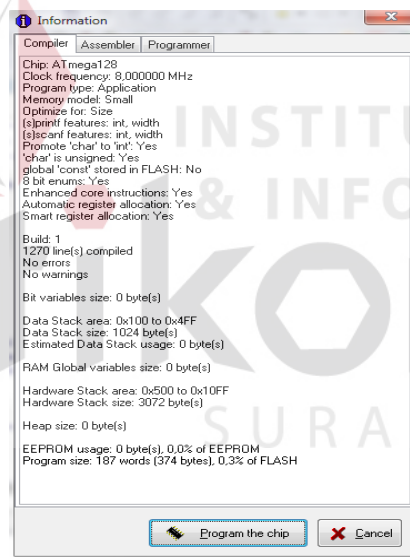 Information
Compiler Assembler Programmer
Chip: ATmega128
Clock frequency: 8,000000 MHz
Program type: Application
Memory model: Small
Optimize for: Size
(s)printf features: int, width
(s)scanf features: int, width
Promote 'char' to 'int': Yes
'char' is unsigned: Yes
global 'const' stored in FLASH: No
8 bit enums: Yes
Enhanced core instructions: Yes
Automatic register allocation: Yes
Smart register allocation: Yes
Build: 1
1270 line(s) compiled
No errors
No warnings
Bit variables size: 0 byte(s)
Data Stack area: 0x100 to 0x4FF
Data Stack size: 1024 byte(s)
Estimated Data Stack usage: 0 byte(s)
RAM Global variables size: 0 byte(s)
Hardware Stack area: 0x500 to 0x10FF
Hardware Stack size: 3072 byte(s)
Heap size: 0 byte(s)
EEPROM usage: 0 byte(s), 0,0% of EEPROM
Program size: 187 words (374 bytes), 0,3% of FLASH
Program the chip Cancel
INSTITU
& INFO
SURA